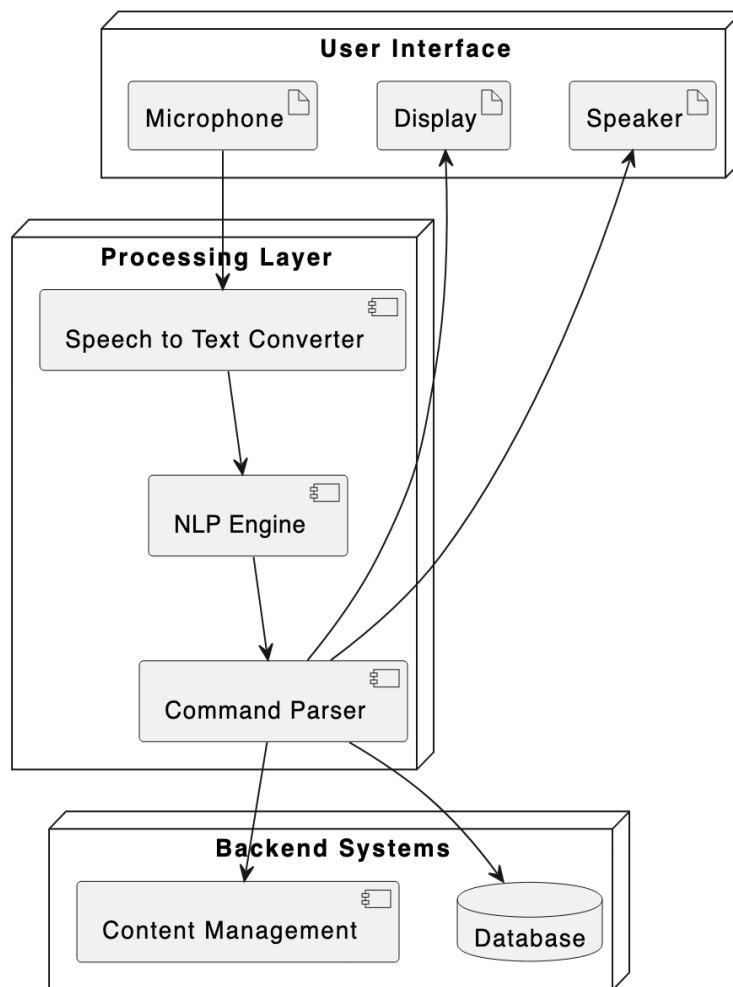 User Interface
Microphone
Display
Speaker
Processing Layer
Speech to Text Converter
NLP Engine
Command Parser
Backend Systems
Content Management
Database